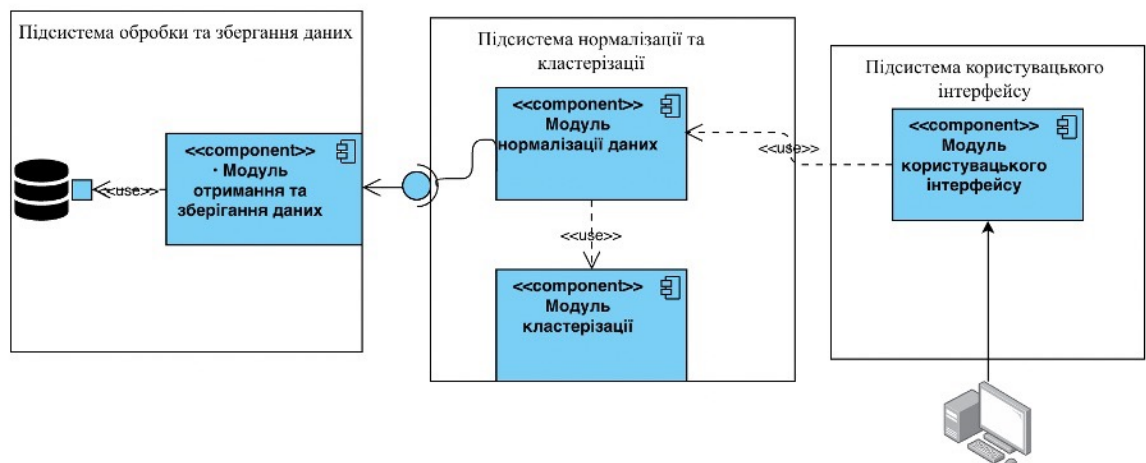 Підсистема обробки та збергання даних
<<component>>
· Модуль
отримання та
зберігання даних
<<use>>
Підсистема нормалізації та
кластерізації
<<component>>
Модуль
нормалізації даних
<<use>>
<<component>>
Модуль
кластерізації
<<use>>
Підсистема користувацького
інтерфейсу
<<component>>
Модуль
користувацького
інтерфейсу